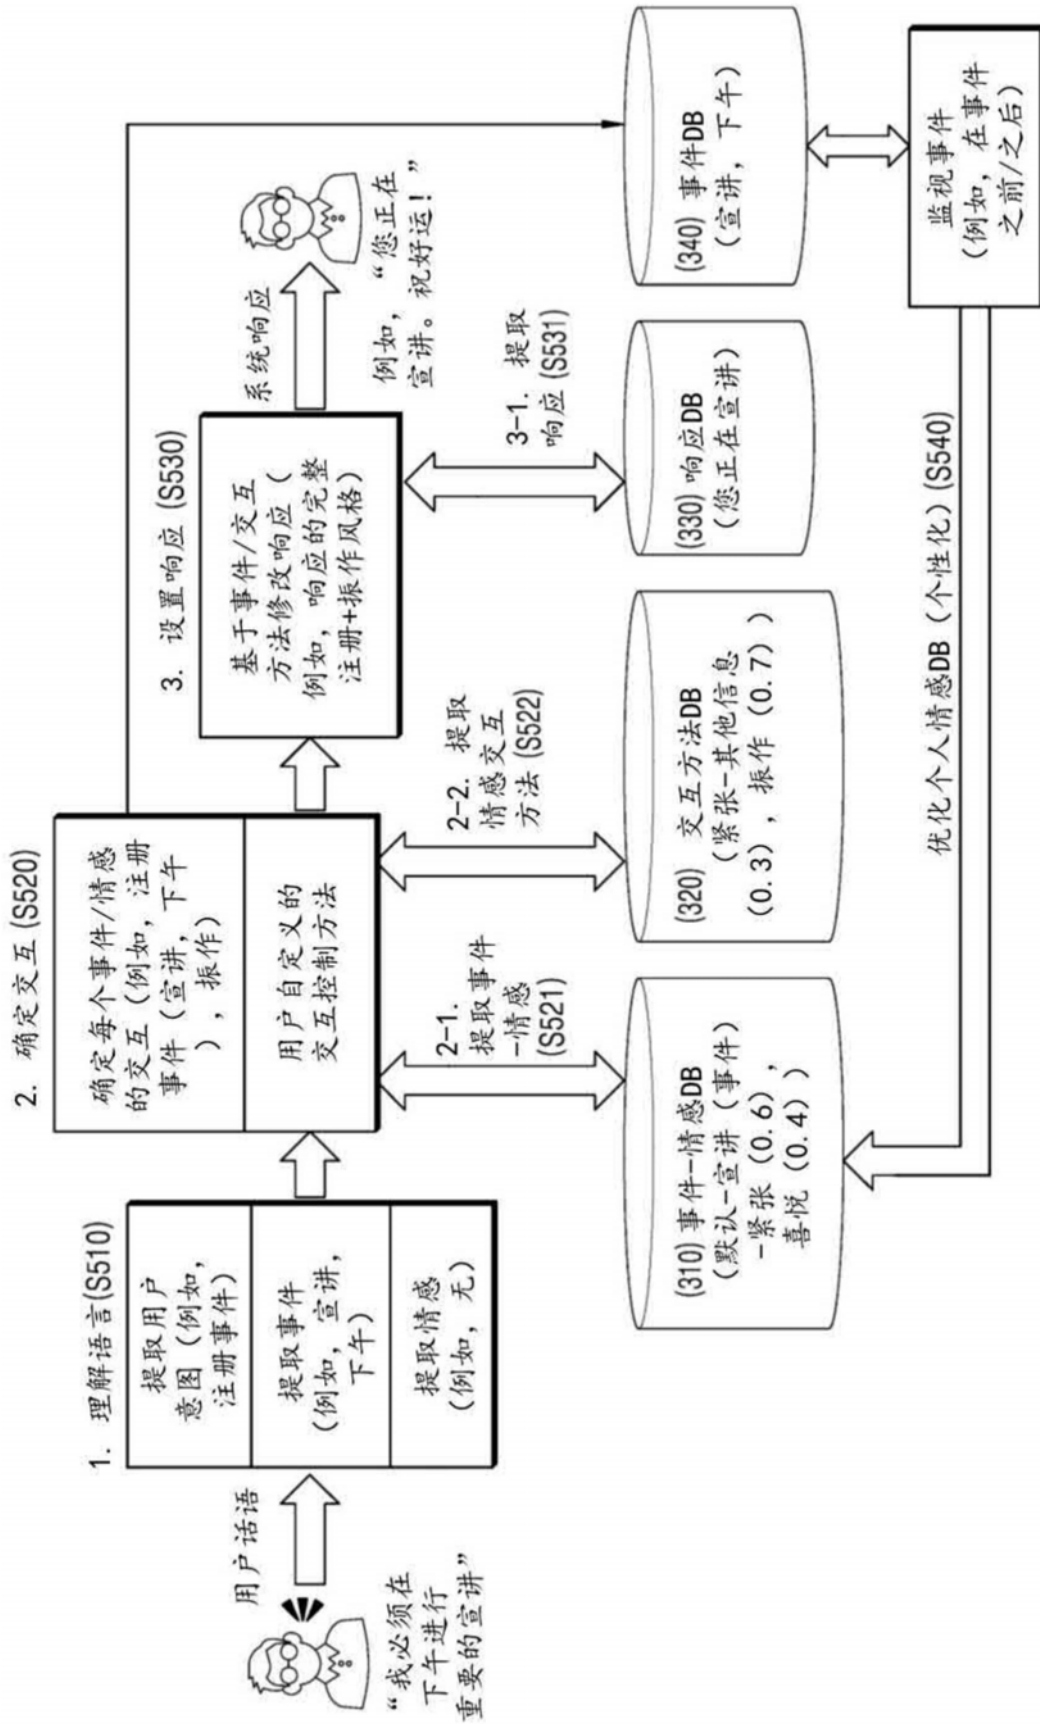 用户话语
“我必须在
下午进行
重要的宣讲”
1. 理解语言(S510)
提取用户
意图（例如，
注册事件）
提取事件
（例如，宣讲，
下午）
提取情感
（例如，无）
2. 确定交互(S520)
确定每个事件/情感
的交互（例如，注册
事件（宣讲，下午
），振作）
用户自定义的
交互控制方法
2-1.
提取事件
-情感
(S521)
2-2. 提取
情感交互
方法(S522)
3. 设置响应(S530)
基于事件/交互
方法修改响应（
例如，响应的完整
注册+振作风格）
系统响应
例如，“您正在
宣讲。祝好运！”
3-1. 提取
响应(S531)
(310)事件-情感DB
（默认-宣讲（事件）
-紧张（0.6），
喜悦（0.4））
(320) 交互方法DB
（紧张-其他信息
（0.3），振作（0.7））
(330)响应DB
（您正在宣讲）
(340) 事件DB
（宣讲，下午）
监视事件
（例如，在事件
之前/之后）
优化个人情感DB（个性化）(S540)